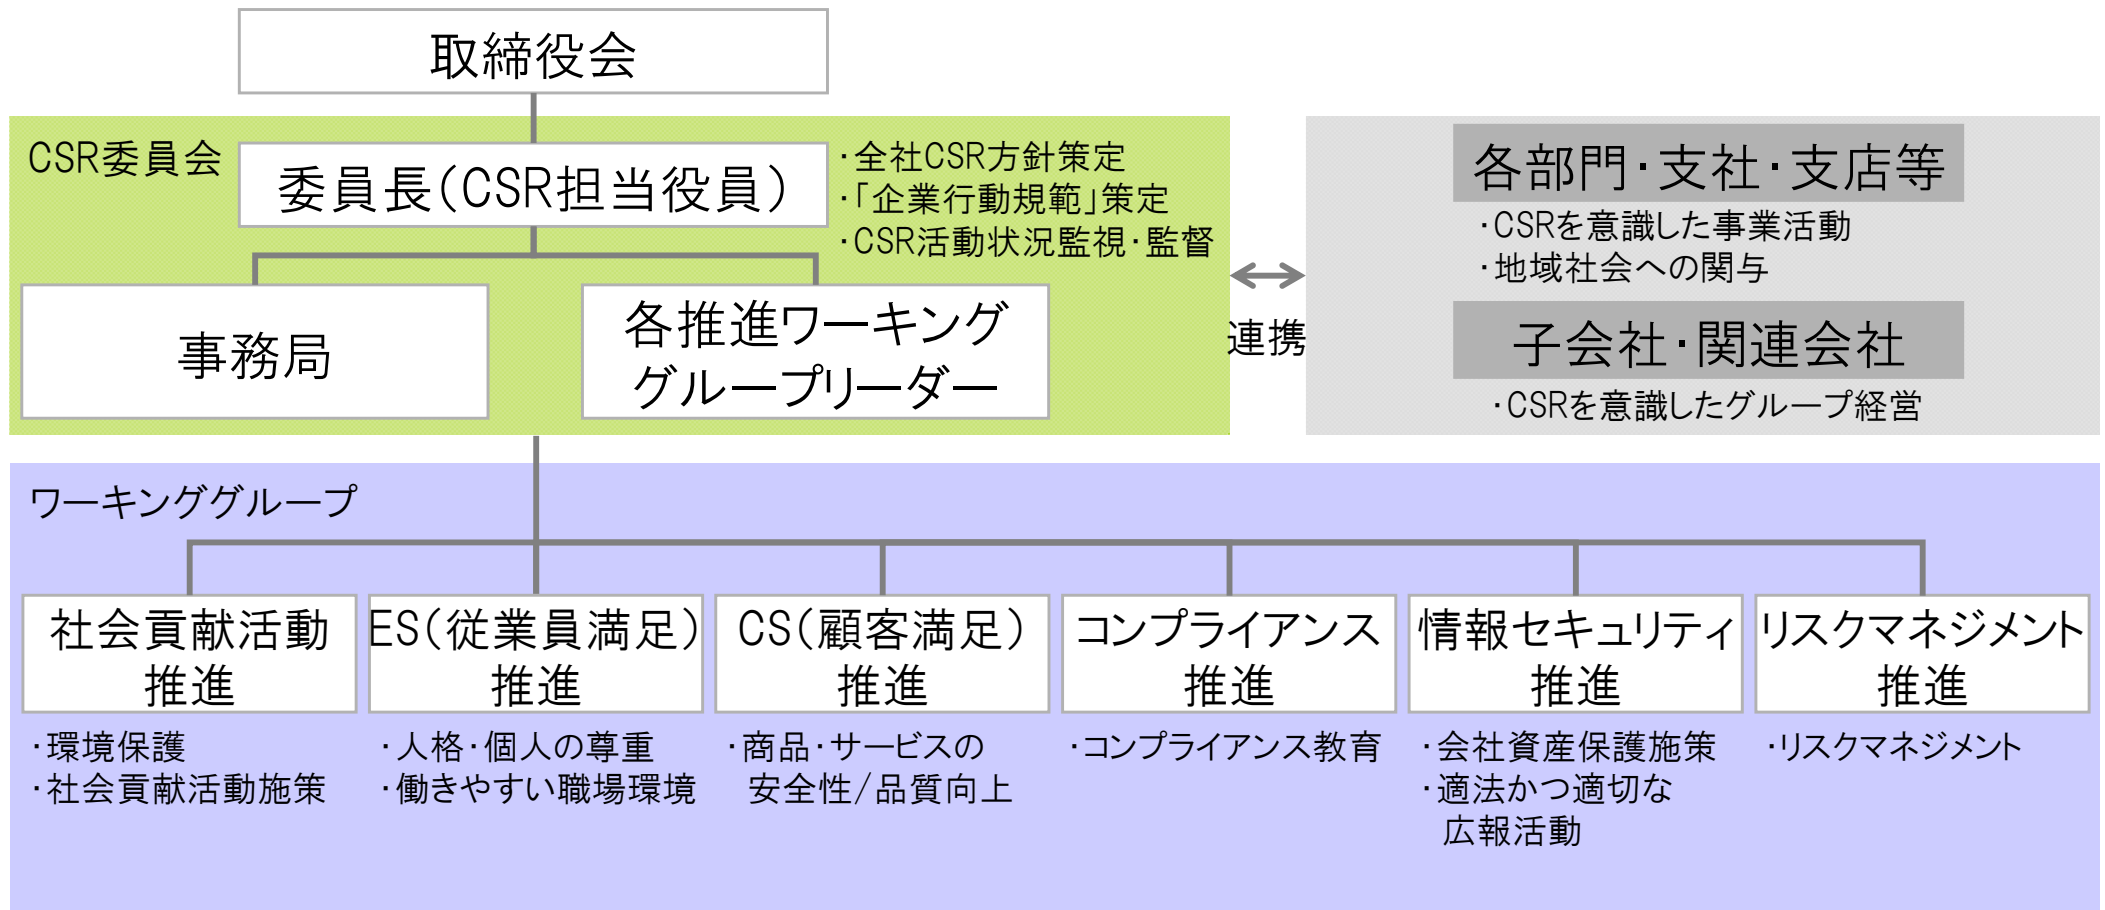 取締役会
CSR委員会
委員長(CSR担当役員)
・全社CSR方針策定
・「企業行動規範」策定
・CSR活動状況監視・監督
事務局
各推進ワーキング
グループリーダー
連携
各部門・支社・支店等
・CSRを意識した事業活動
・地域社会への関与
子会社・関連会社
・CSRを意識したグループ経営
ワーキンググループ
社会貢献活動
推進
・環境保護
・社会貢献活動施策
ES(従業員満足)
推進
・人格・個人の尊重
・働きやすい職場環境
CS(顧客満足)
推進
・商品・サービスの
安全性/品質向上
コンプライアンス
推進
・コンプライアンス教育
情報セキュリティ
推進
・会社資産保護施策
・適法かつ適切な
広報活動
リスクマネジメント
推進
・リスクマネジメント